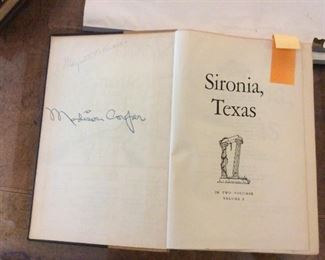 Madison Cooper
Sironia,
Texas
IN TWO VOLUMES
VOLUME I